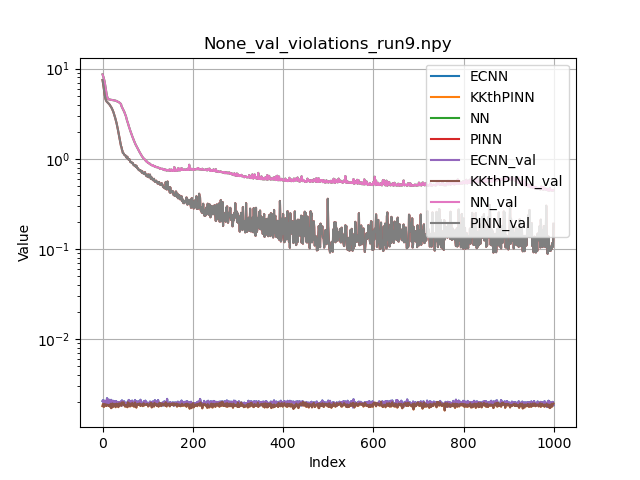 None_val_violations_run9.npy
ECNN
KKthPINN
NN
PINN
ECNN_val
KKthPINN_val
NN_val
PINN_val
Value
10¹
10⁰
10⁻¹
10⁻²
0 200 400 600 800 1000
Index